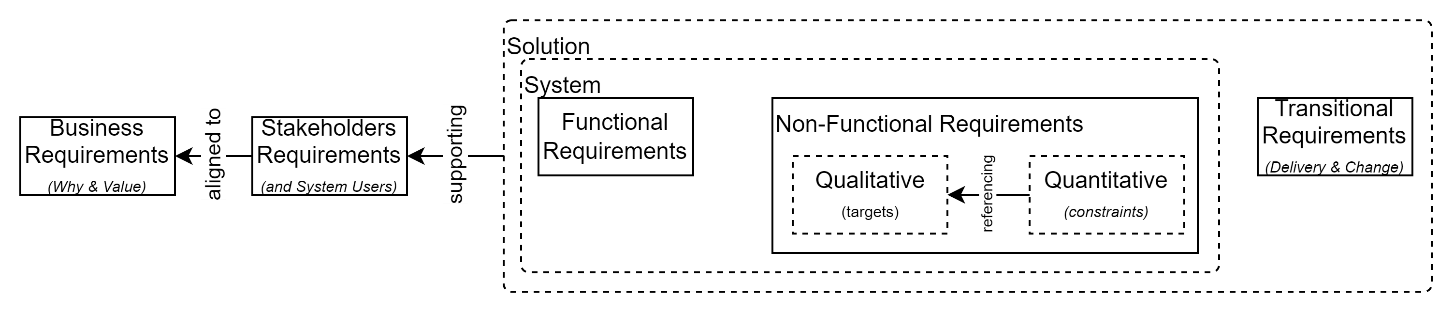 Business
Requirements
(Why & Value)
aligned to
Stakeholders
Requirements
(and System Users)
supporting
Solution
System
Functional
Requirements
Non-Functional Requirements
Qualitative
(targets)
referencing
Quantitative
(constraints)
Transitional
Requirements
(Delivery & Change)